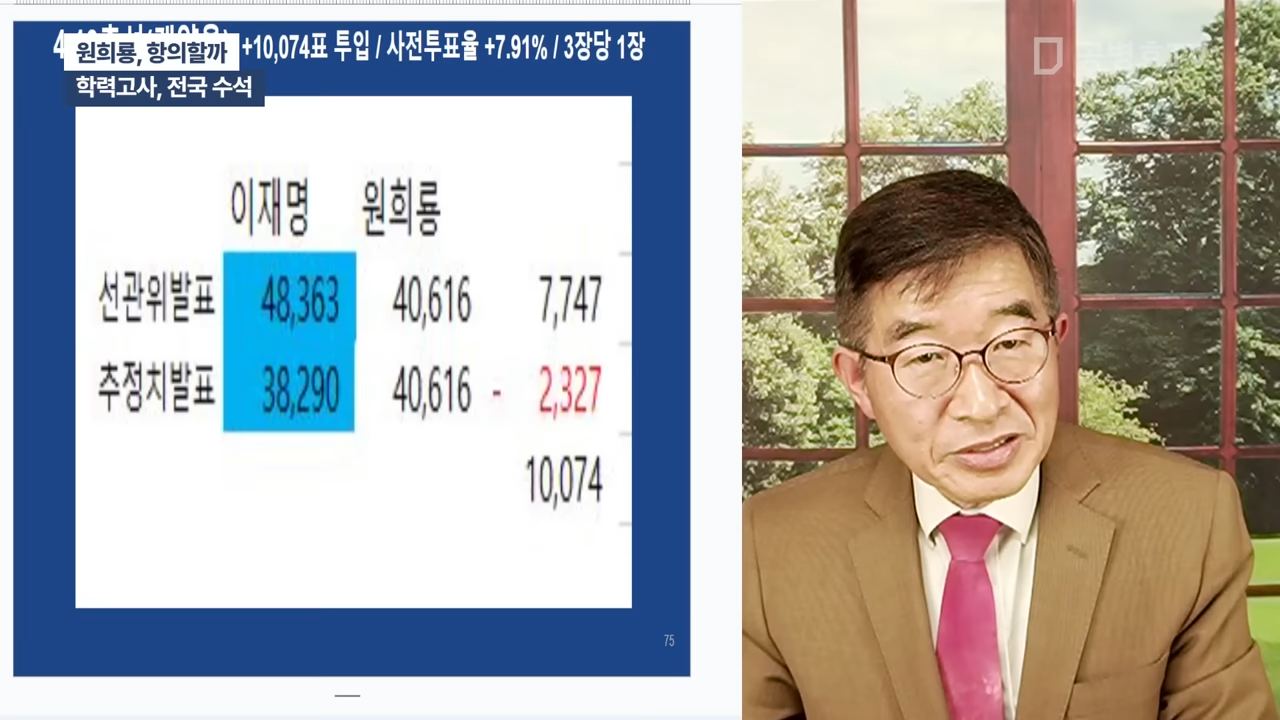 +10,074표 투입 / 사전투표율 +7.91% / 3장당 1장
원희룡, 항의할까
학력고사, 전국 수석
이재명 원희룡
선관위발표 48,363 40,616 7,747
추정치발표 38,290 40,616 - 2,327
10,074
75